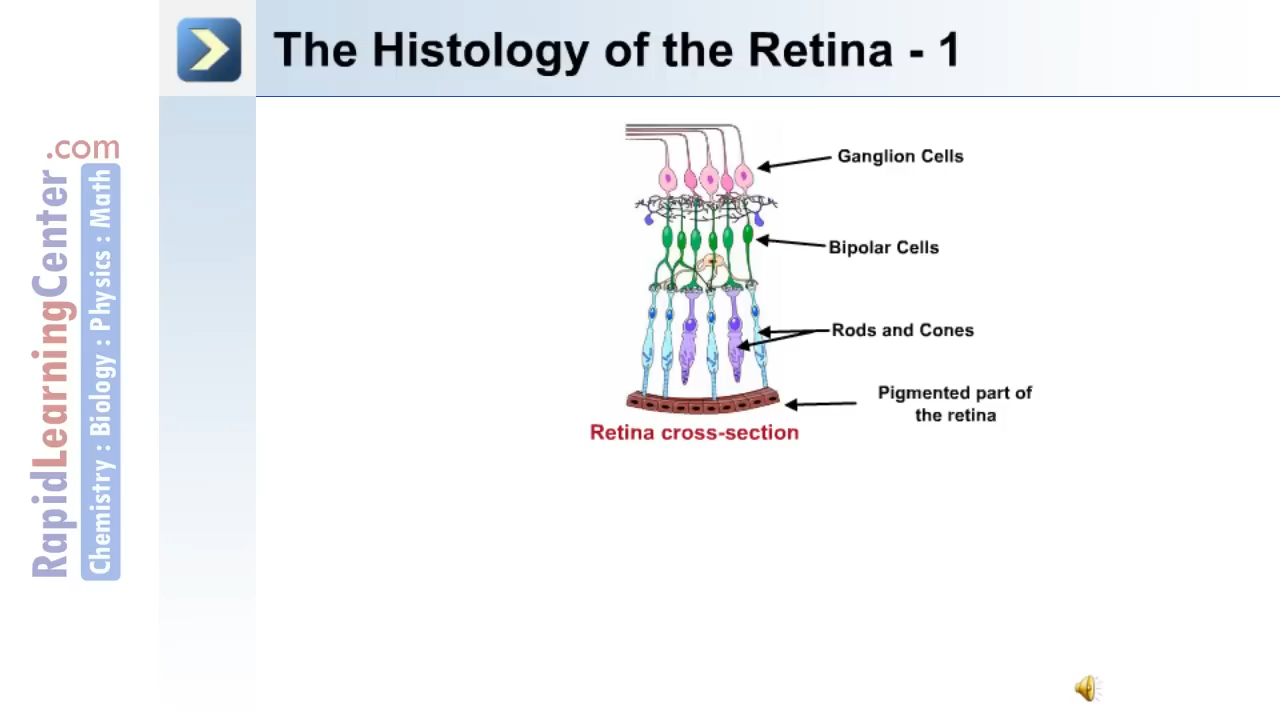 The Histology of the Retina - 1
RapidLearningCenter.com
Chemistry : Biology : Physics : Math
Ganglion Cells
Bipolar Cells
Rods and Cones
Pigmented part of
the retina
Retina cross-section